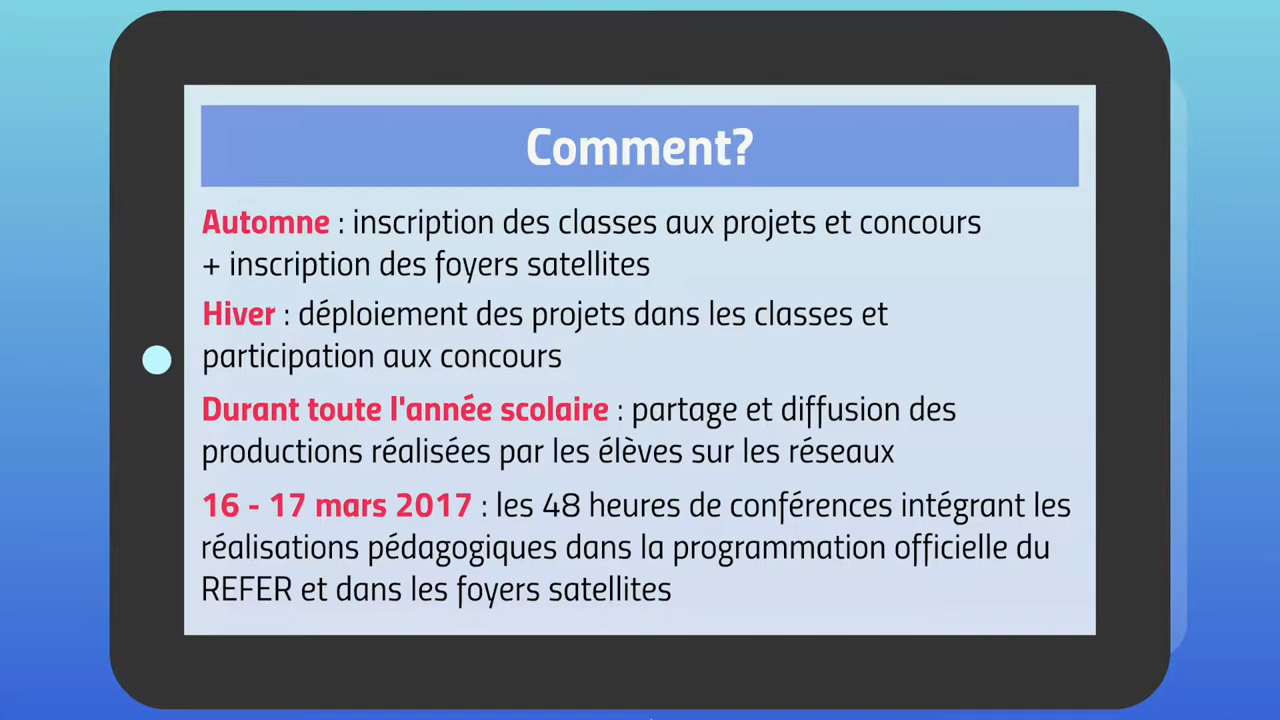 Comment?
Automne : inscription des classes aux projets et concours
+ inscription des foyers satellites
Hiver : déploiement des projets dans les classes et
participation aux concours
Durant toute l'année scolaire : partage et diffusion des
productions réalisées par les élèves sur les réseaux
16 - 17 mars 2017 : les 48 heures de conférences intégrant les
réalisations pédagogiques dans la programmation officielle du
REFER et dans les foyers satellites